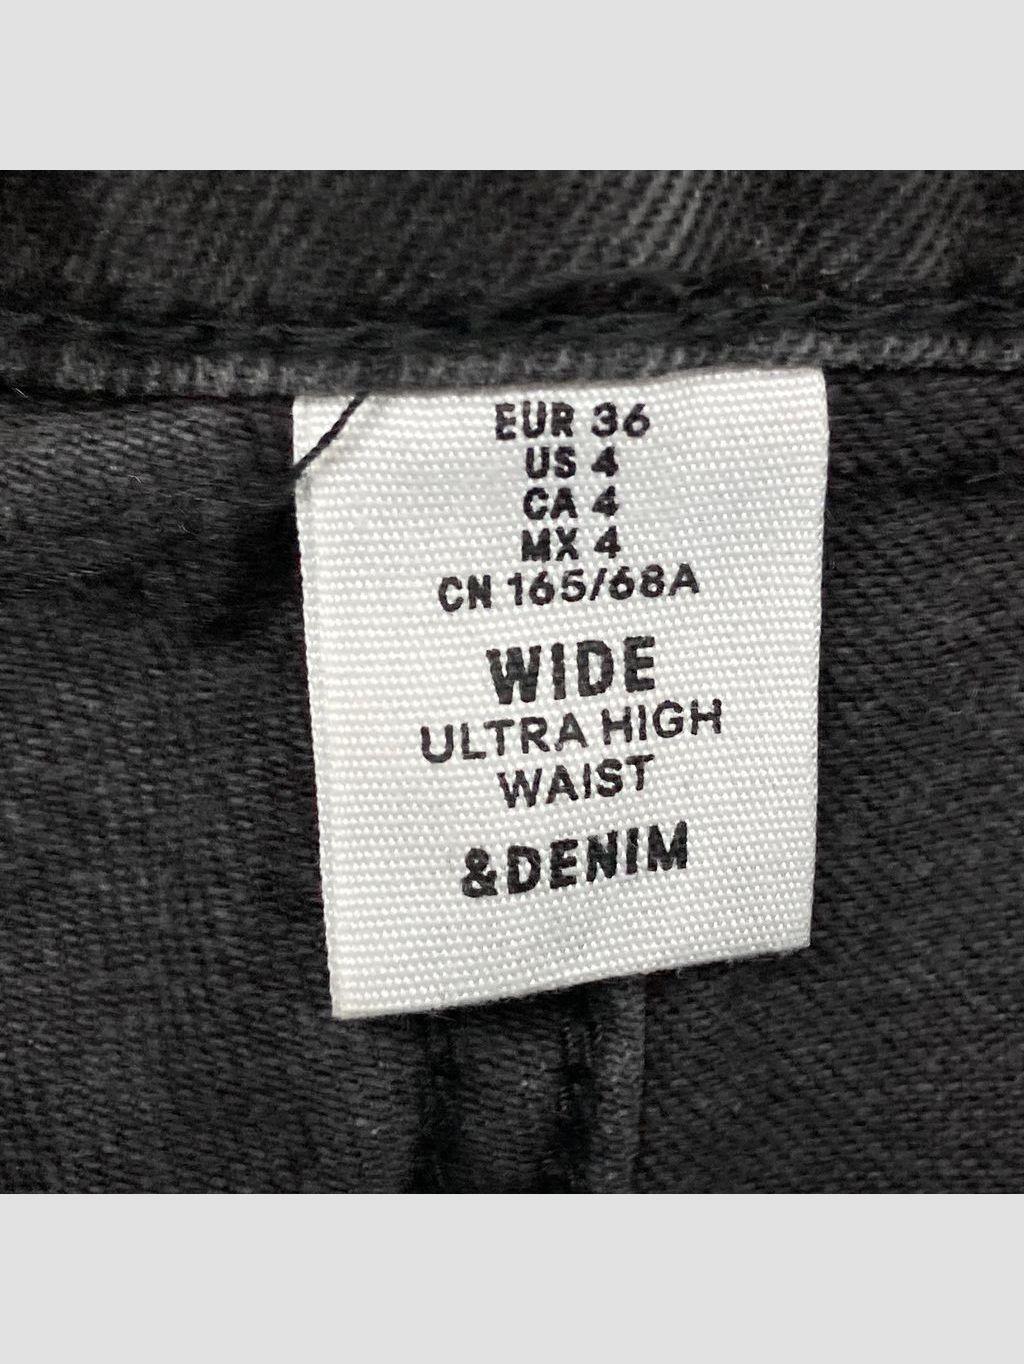 EUR 36
US 4
CA 4
MX 4
CN 165/68A
WIDE
ULTRA HIGH
WAIST
&DENIM